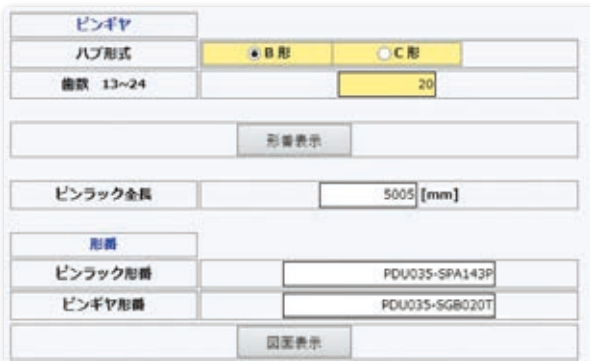 ピンギヤ
ハブ形式 B 形 C 形
歯数 13~24 20
形番表示
ピンラック全長 5005 [mm]
形番
ピンラック形番 PDU035-SPA143P
ピンギヤ形番 PDU035-SGB020T
図面表示